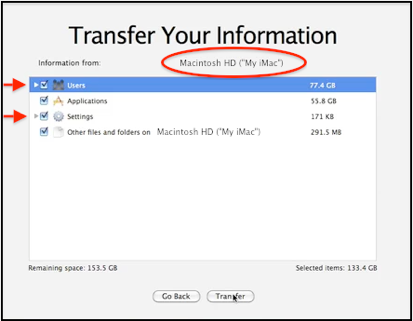 Transfer Your Information
Information from: Macintosh HD ("My iMac")
Users 77.4 GB
Applications 55.8 GB
Settings 171 KB
Other files and folders on Macintosh HD ("My iMac") 291.5 MB
Remaining space: 153.5 GB Selected items: 133.4 GB
Go Back Transfer